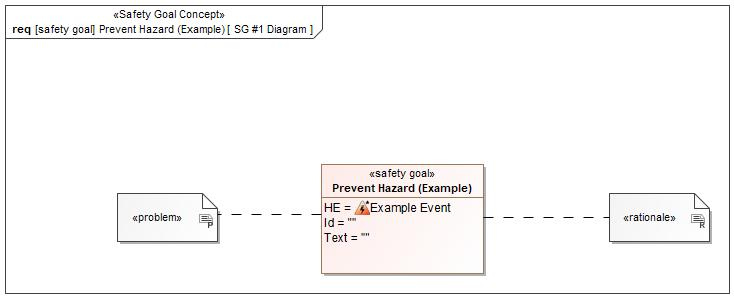 «Safety Goal Concept»
req [safety goal] Prevent Hazard (Example) [ SG #1 Diagram ]
«safety goal»
Prevent Hazard (Example)
HE = Example Event
Id = ""
Text = ""
«problem»
P
«rationale»
R